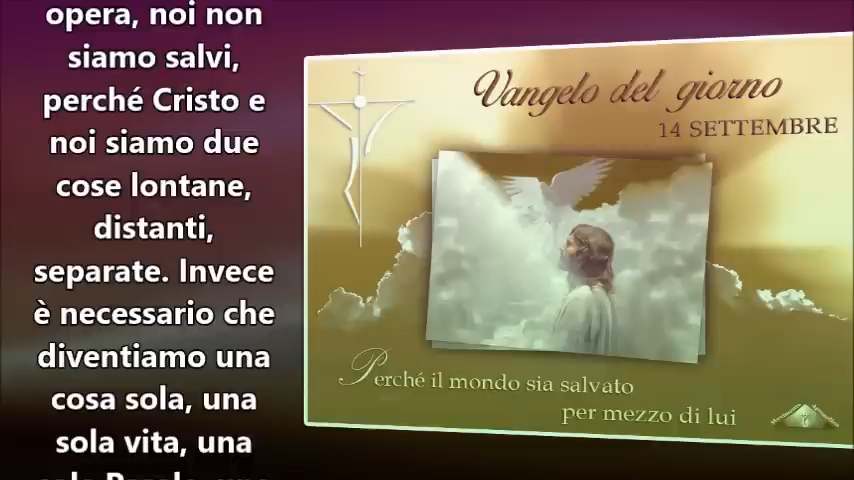 opera, noi non
siamo salvi,
perché Cristo e
noi siamo due
cose lontane,
distanti,
separate. Invece
è necessario che
diventiamo una
cosa sola, una
sola vita, una
Vangelo del giorno
14 SETTEMBRE
Perché il mondo sia salvato
per mezzo di lui